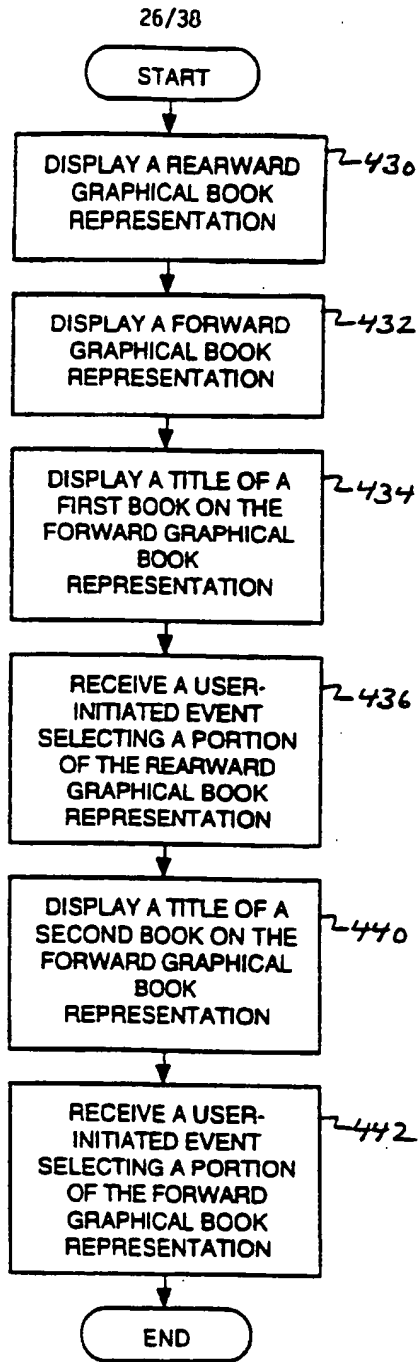 26/38
START
DISPLAY A REARWARD
GRAPHICAL BOOK
REPRESENTATION
430
DISPLAY A FORWARD
GRAPHICAL BOOK
REPRESENTATION
432
DISPLAY A TITLE OF A
FIRST BOOK ON THE
FORWARD GRAPHICAL
BOOK
REPRESENTATION
434
RECEIVE A USER-
INITIATED EVENT
SELECTING A PORTION
OF THE REARWARD
GRAPHICAL BOOK
REPRESENTATION
436
DISPLAY A TITLE OF A
SECOND BOOK ON THE
FORWARD GRAPHICAL
BOOK
REPRESENTATION
440
RECEIVE A USER-
INITIATED EVENT
SELECTING A PORTION
OF THE FORWARD
GRAPHICAL BOOK
REPRESENTATION
442
END